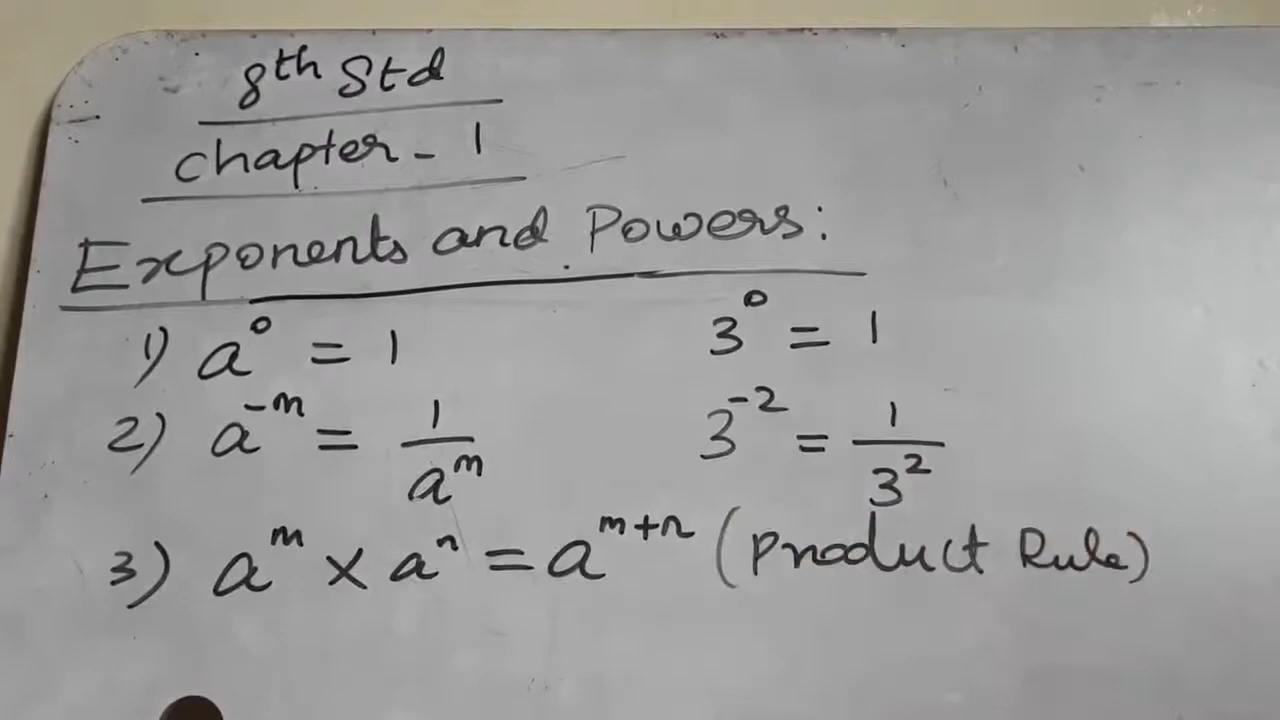 8th Std
chapter - 1
Exponents and Powers:
1) a⁰ = 1 3⁰ = 1
2) a⁻ᵐ = 1/aᵐ 3⁻² = 1/3²
3) aᵐ × aⁿ = aᵐ⁺ⁿ (Product Rule)